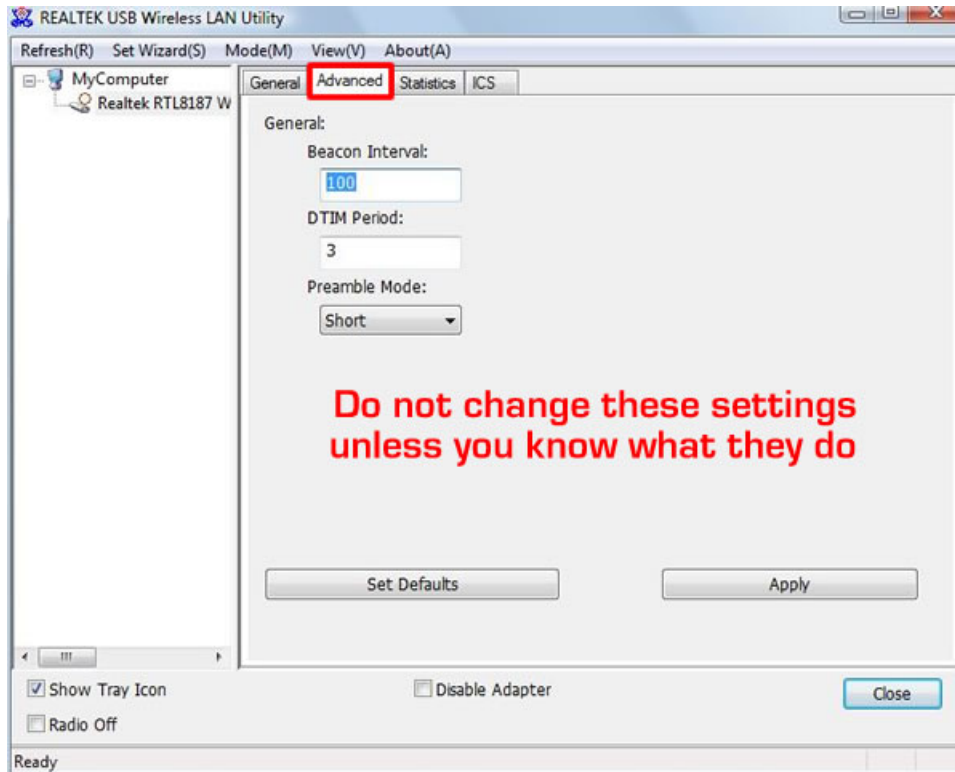 REALTEK USB Wireless LAN Utility
Refresh(R) Set Wizard(S) Mode(M) View(V) About(A)
MyComputer
Realtek RTL8187 W
General Advanced Statistics ICS
General:
Beacon Interval:
100
DTIM Period:
3
Preamble Mode:
Short
Do not change these settings
unless you know what they do
Set Defaults Apply
Show Tray Icon Disable Adapter Close
Radio Off
Ready